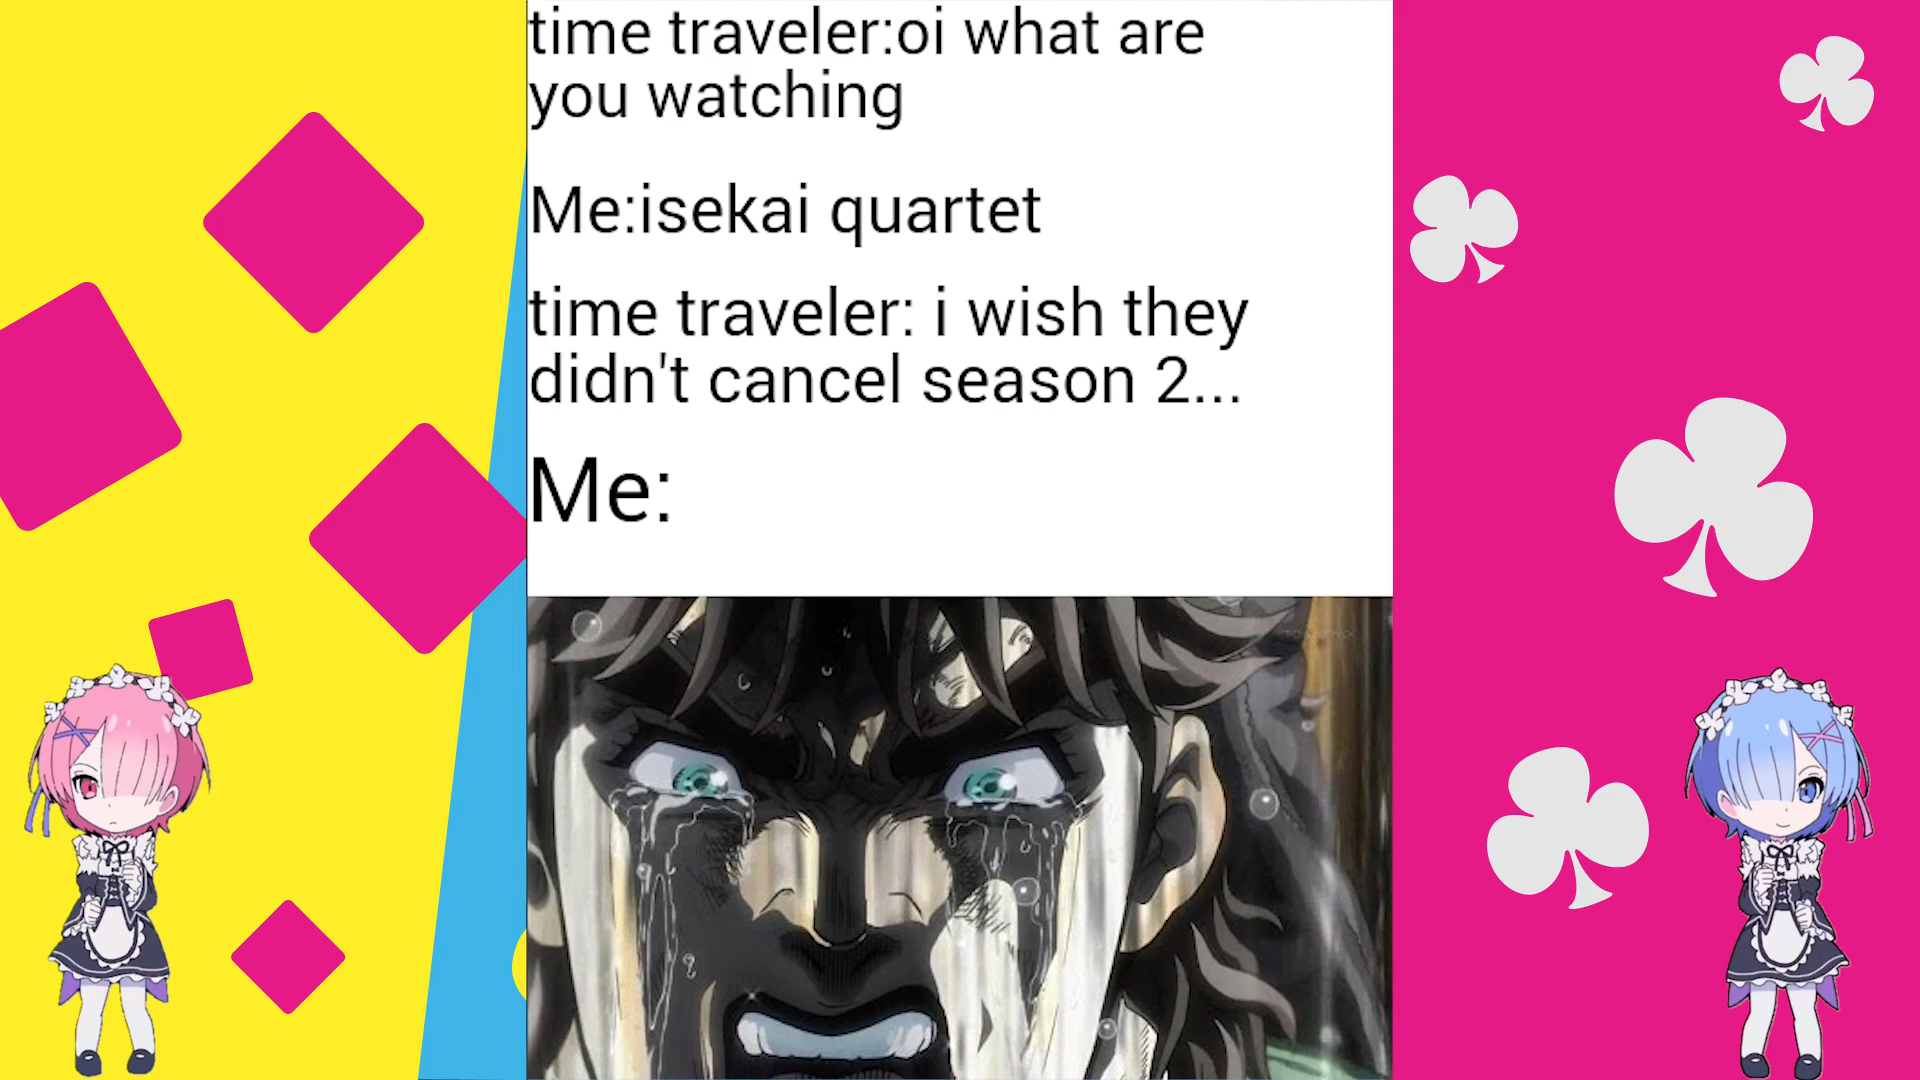 time traveler:oi what are
you watching
Me:isekai quartet
time traveler: i wish they
didn't cancel season 2...
Me: